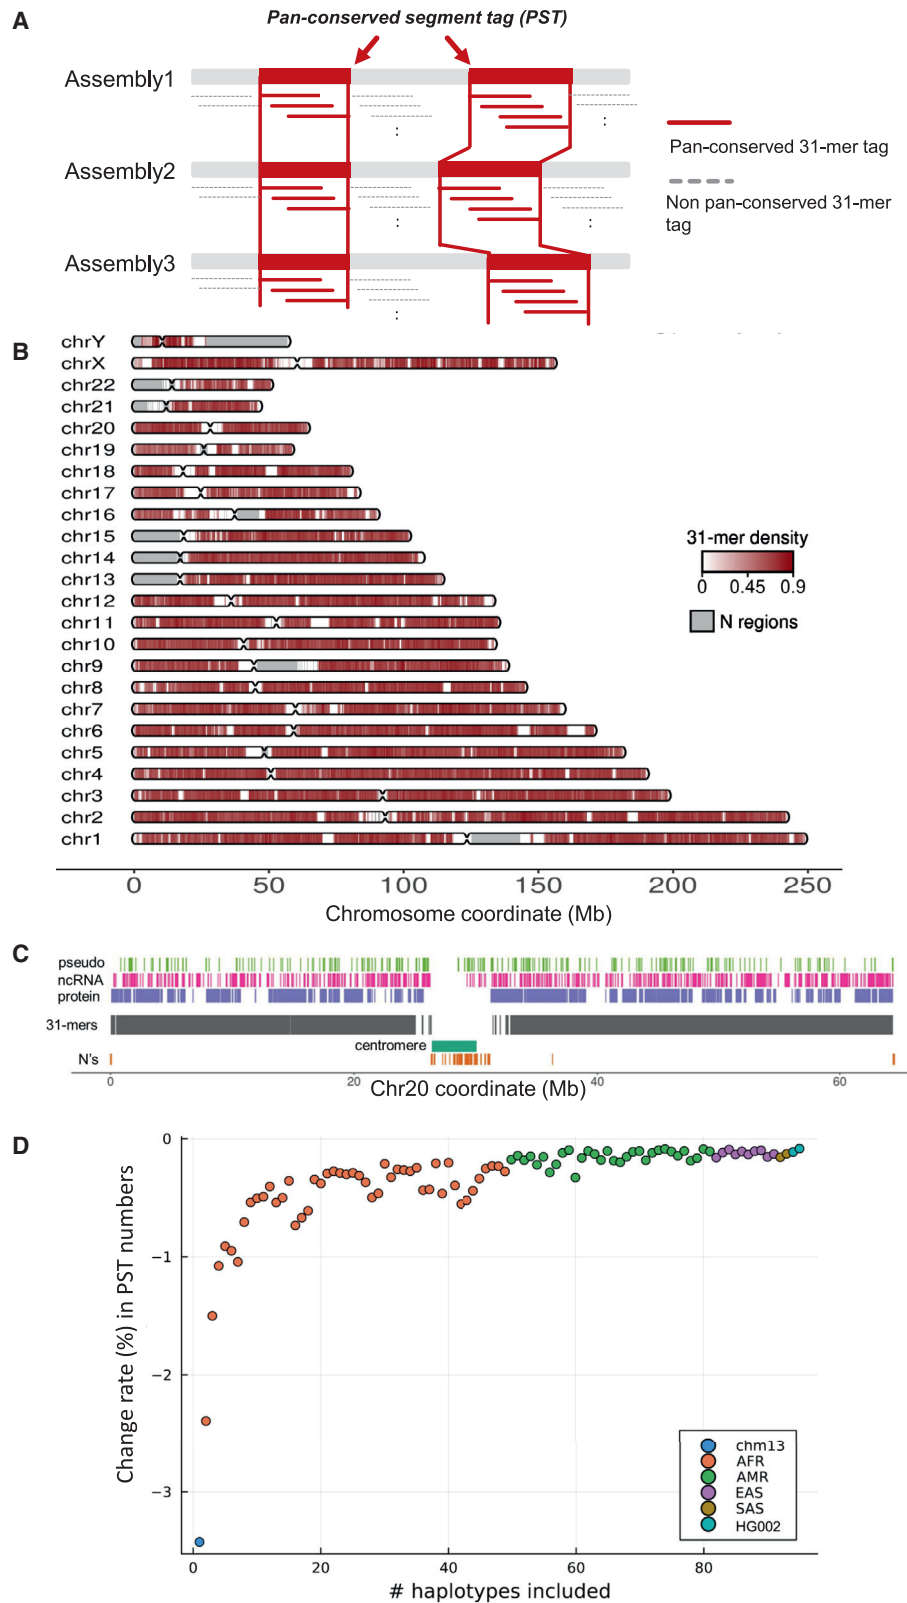 A
Pan-conserved segment tag (PST)
Assembly1
:
:
Pan-conserved 31-mer tag
Assembly2
Non pan-conserved 31-mer
tag
:
:
Assembly3
:
B
chrY
chrX
chr22
chr21
chr20
chr19
chr18
chr17
chr16
chr15
chr14
chr13
chr12
chr11
chr10
chr9
chr8
chr7
chr6
chr5
chr4
chr3
chr2
chr1
31-mer density
0 0.45 0.9
N regions
0 50 100 150 200 250
Chromosome coordinate (Mb)
C
pseudo
ncRNA
protein
31-mers
centromere
N's
0 20 40 60
Chr20 coordinate (Mb)
D
Change rate (%) in PST numbers
0
−1
−2
−3
chm13
AFR
AMR
EAS
SAS
HG002
0 20 40 60 80
# haplotypes included